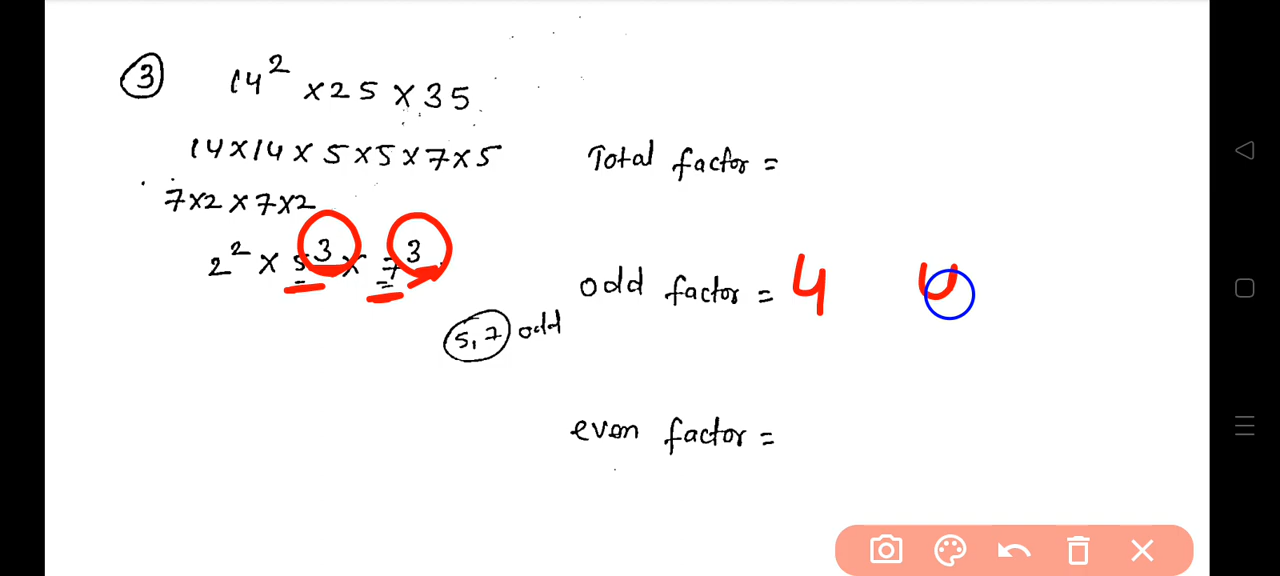 ③ 14² × 25 × 35
14 × 14 × 5 × 5 × 7 × 5
7 × 2 × 7 × 2
2² × 5³ × 7³
5, 7 odd
Total factor =
odd factor = 4
even factor =